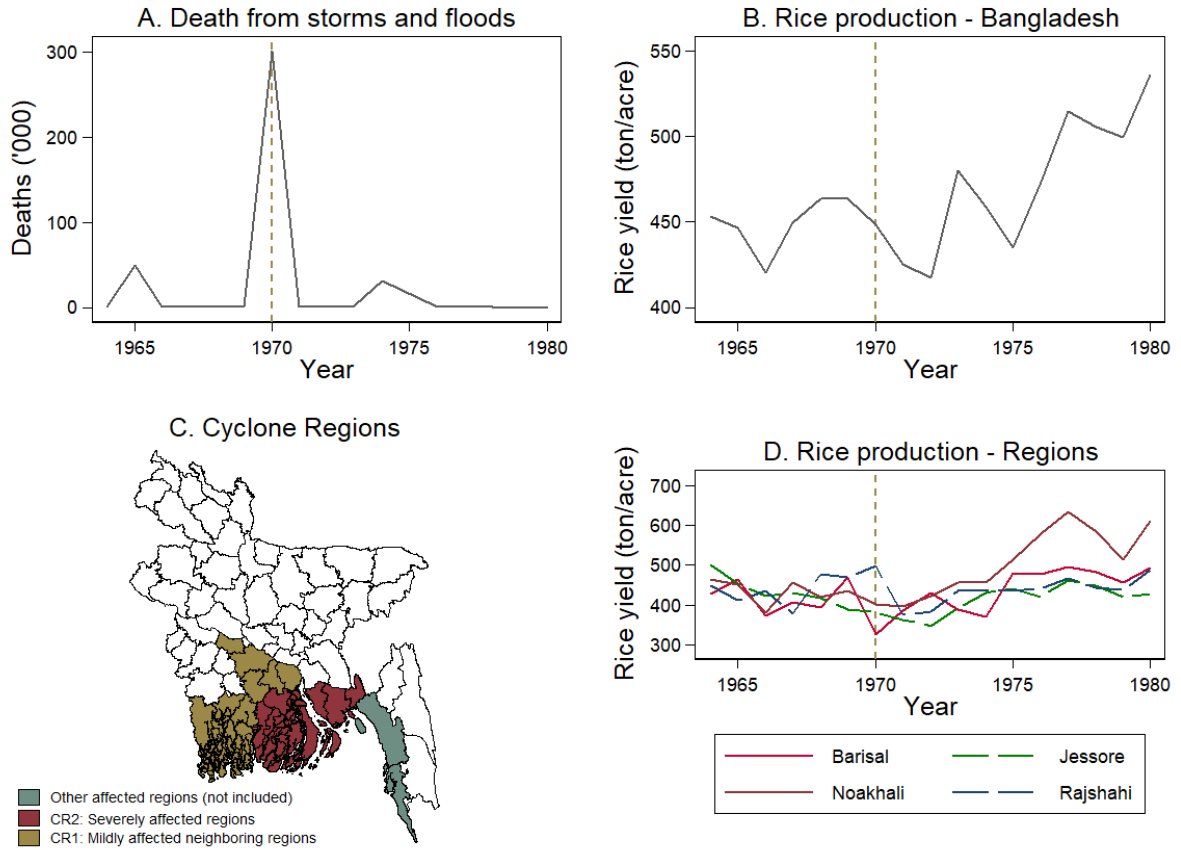 A. Death from storms and floods
Deaths ('000)
300
200
100
0
1965
1970
1975
1980
Year
B. Rice production - Bangladesh
Rice yield (ton/acre)
550
500
450
400
1965
1970
1975
1980
Year
C. Cyclone Regions
Other affected regions (not included)
CR2: Severely affected regions
CR1: Mildly affected neighboring regions
D. Rice production - Regions
Rice yield (ton/acre)
700
600
500
400
300
1965
1970
1975
1980
Year
Barisal
Jessore
Noakhali
Rajshahi